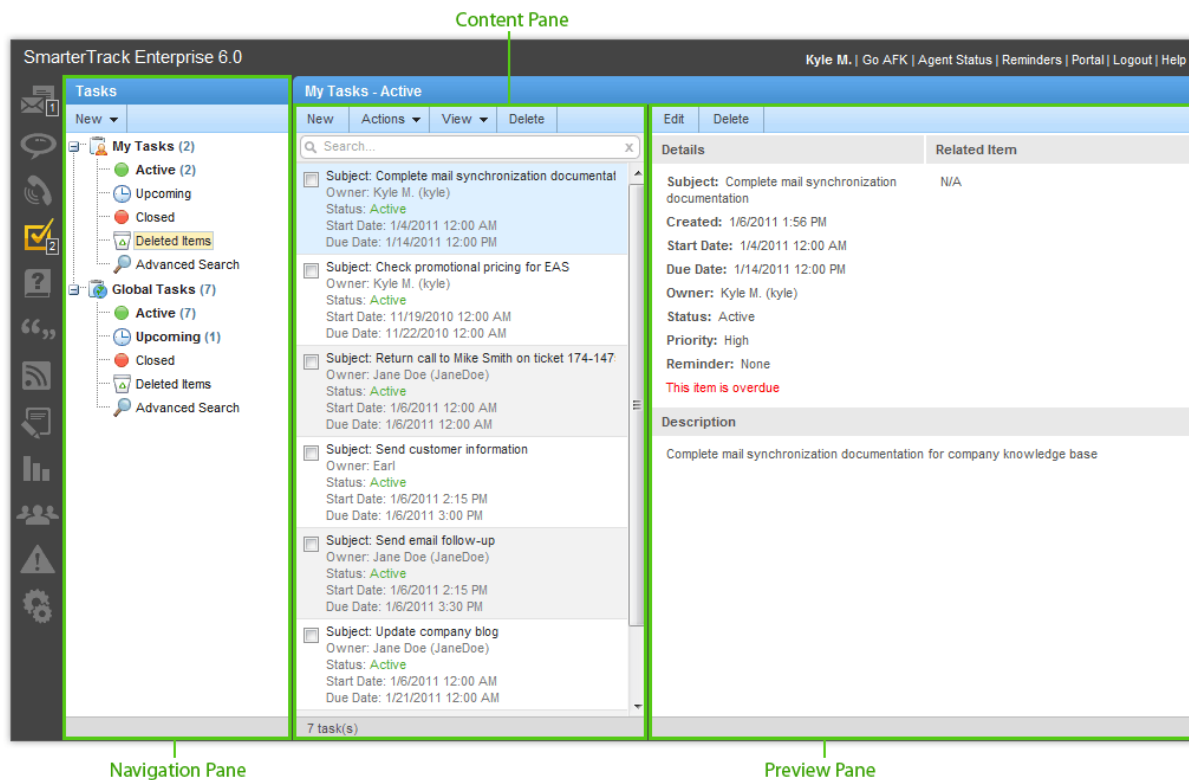 Content Pane
SmarterTrack Enterprise 6.0
Kyle M. | Go AFK | Agent Status | Reminders | Portal | Logout | Help
1
2
Tasks
New
My Tasks (2)
Active (2)
Upcoming
Closed
Deleted Items
Advanced Search
Global Tasks (7)
Active (7)
Upcoming (1)
Closed
Deleted Items
Advanced Search
My Tasks - Active
New Actions View Delete
Search... x
Subject: Complete mail synchronization documentat
Owner: Kyle M. (kyle)
Status: Active
Start Date: 1/4/2011 12:00 AM
Due Date: 1/14/2011 12:00 PM
Subject: Check promotional pricing for EAS
Owner: Kyle M. (kyle)
Status: Active
Start Date: 11/19/2010 12:00 AM
Due Date: 11/22/2010 12:00 AM
Subject: Return call to Mike Smith on ticket 174-147
Owner: Jane Doe (JaneDoe)
Status: Active
Start Date: 1/6/2011 12:00 AM
Due Date: 1/6/2011 12:00 AM
Subject: Send customer information
Owner: Earl
Status: Active
Start Date: 1/6/2011 2:15 PM
Due Date: 1/6/2011 3:00 PM
Subject: Send email follow-up
Owner: Jane Doe (JaneDoe)
Status: Active
Start Date: 1/6/2011 2:15 PM
Due Date: 1/6/2011 3:30 PM
Subject: Update company blog
Owner: Jane Doe (JaneDoe)
Status: Active
Start Date: 1/6/2011 12:00 AM
Due Date: 1/21/2011 12:00 AM
7 task(s)
Edit Delete
Details
Related Item
Subject: Complete mail synchronization
documentation
N/A
Created: 1/6/2011 1:56 PM
Start Date: 1/4/2011 12:00 AM
Due Date: 1/14/2011 12:00 PM
Owner: Kyle M. (kyle)
Status: Active
Priority: High
Reminder: None
This item is overdue
Description
Complete mail synchronization documentation for company knowledge base
Navigation Pane
Preview Pane